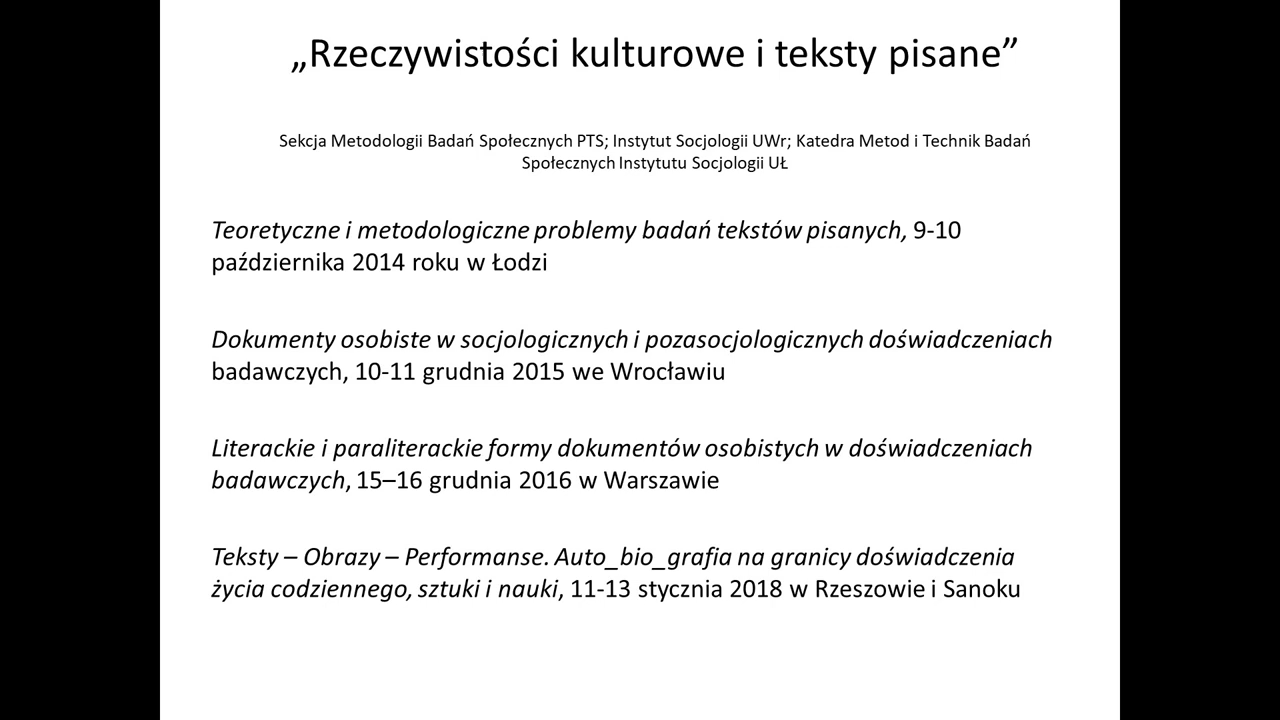 „Rzeczywistości kulturowe i teksty pisane”
Sekcja Metodologii Badań Społecznych PTS; Instytut Socjologii UWr; Katedra Metod i Technik Badań
Społecznych Instytutu Socjologii UŁ
Teoretyczne i metodologiczne problemy badań tekstów pisanych, 9-10
października 2014 roku w Łodzi
Dokumenty osobiste w socjologicznych i pozasocjologicznych doświadczeniach
badawczych, 10-11 grudnia 2015 we Wrocławiu
Literackie i paraliterackie formy dokumentów osobistych w doświadczeniach
badawczych, 15–16 grudnia 2016 w Warszawie
Teksty – Obrazy – Performanse. Auto_bio_grafia na granicy doświadczenia
życia codziennego, sztuki i nauki, 11-13 stycznia 2018 w Rzeszowie i Sanoku